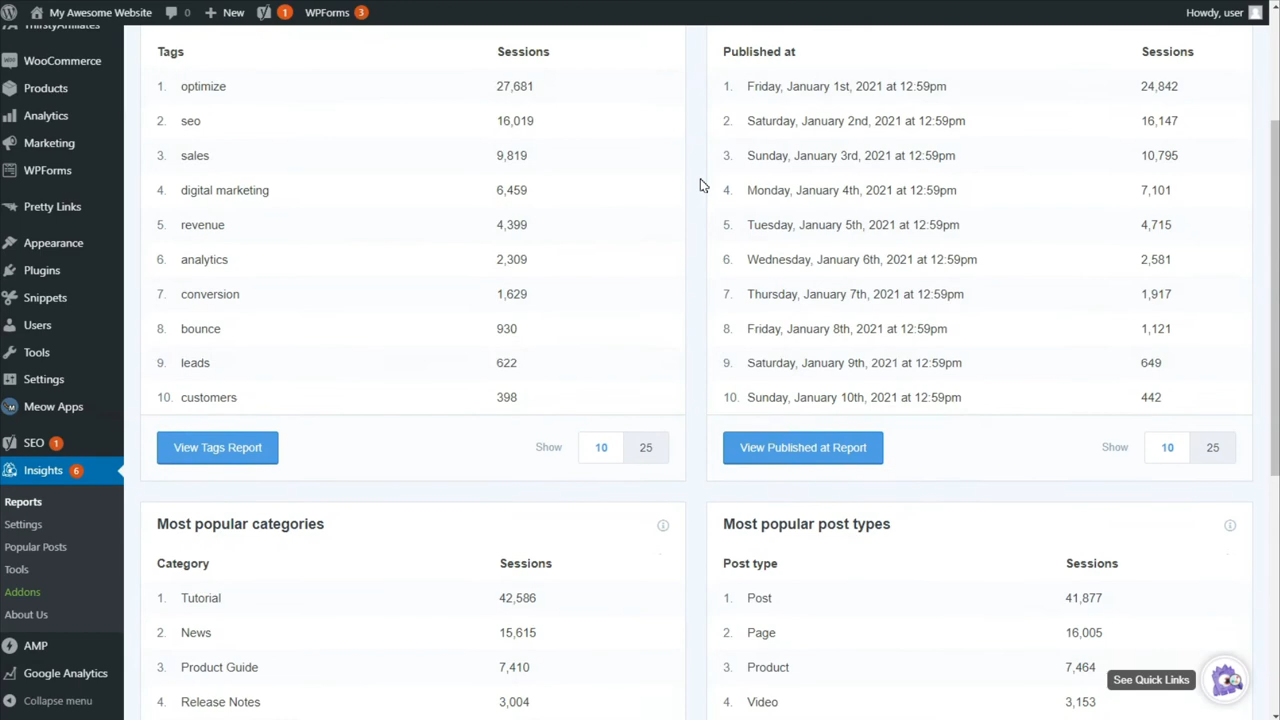 My Awesome Website 0 New 1 WPForms 3 Howdy, user
ThirstyAffiliates
WooCommerce
Products
Analytics
Marketing
WPForms
Pretty Links
Appearance
Plugins
Snippets
Users
Tools
Settings
Meow Apps
SEO 1
Insights 6
Reports
Settings
Popular Posts
Tools
Addons
About Us
AMP
Google Analytics
Collapse menu
Tags Sessions
1. optimize 27,681
2. seo 16,019
3. sales 9,819
4. digital marketing 6,459
5. revenue 4,399
6. analytics 2,309
7. conversion 1,629
8. bounce 930
9. leads 622
10. customers 398
View Tags Report Show 10 25
Published at Sessions
1. Friday, January 1st, 2021 at 12:59pm 24,842
2. Saturday, January 2nd, 2021 at 12:59pm 16,147
3. Sunday, January 3rd, 2021 at 12:59pm 10,795
4. Monday, January 4th, 2021 at 12:59pm 7,101
5. Tuesday, January 5th, 2021 at 12:59pm 4,715
6. Wednesday, January 6th, 2021 at 12:59pm 2,581
7. Thursday, January 7th, 2021 at 12:59pm 1,917
8. Friday, January 8th, 2021 at 12:59pm 1,121
9. Saturday, January 9th, 2021 at 12:59pm 649
10. Sunday, January 10th, 2021 at 12:59pm 442
View Published at Report Show 10 25
Most popular categories
Category Sessions
1. Tutorial 42,586
2. News 15,615
3. Product Guide 7,410
4. Release Notes 3,004
Most popular post types
Post type Sessions
1. Post 41,877
2. Page 16,005
3. Product 7,464
4. Video 3,153
See Quick Links